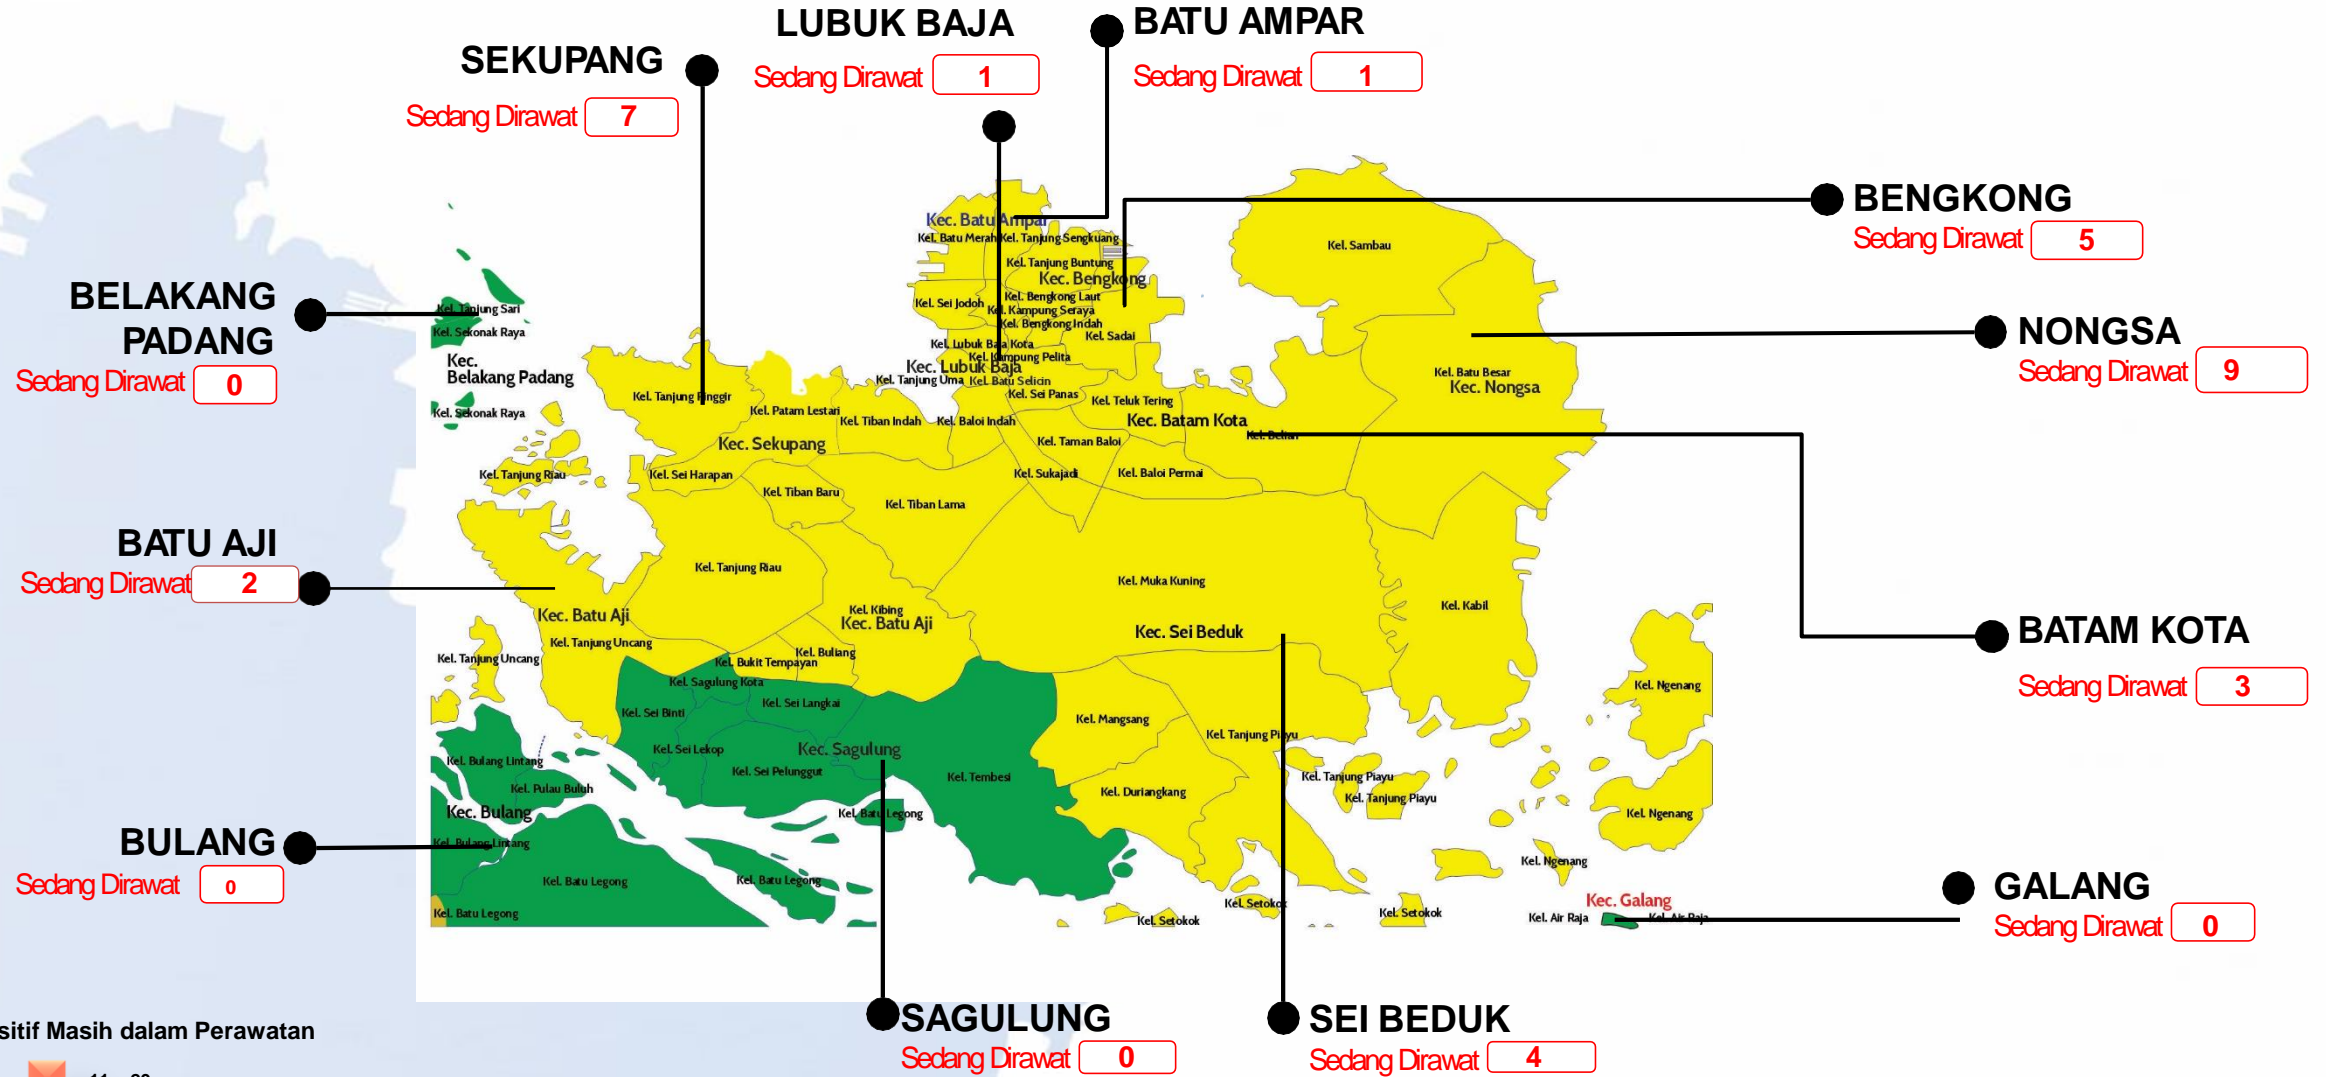 LUBUK BAJA
Sedang Dirawat 1
BATU AMPAR
Sedang Dirawat 1
SEKUPANG
Sedang Dirawat 7
BENGKONG
Sedang Dirawat 5
BELAKANG
PADANG
Sedang Dirawat 0
NONGSA
Sedang Dirawat 9
BATU AJI
Sedang Dirawat 2
BATAM KOTA
Sedang Dirawat 3
BULANG
Sedang Dirawat 0
GALANG
Sedang Dirawat 0
SAGULUNG
Sedang Dirawat 0
SEI BEDUK
Sedang Dirawat 4
Kec. Batu Ampar
Kel. Batu Merah
Kel. Tanjung Sengkuang
Kel. Tanjung Buntung
Kec. Bengkong
Kel. Sei Jodoh
Kel. Bengkong Laut
Kel. Kampung Seraya
Kel. Bengkong Indah
Kel. Sadai
Kel. Lubuk Baja Kota
Kel. Kampung Pelita
Kec. Lubuk Baja
Kel. Tanjung Uma
Kel. Batu Selicin
Kel. Sei Panas
Kel. Teluk Tering
Kec. Batam Kota
Kel. Belian
Kel. Taman Baloi
Kel. Sukajadi
Kel. Baloi Permai
Kel. Sambau
Kel. Batu Besar
Kec. Nongsa
Kel. Kabil
Kel. Ngenang
Kel. Ngenang
Kel. Ngenang
Kel. Tanjung Sari
Kel. Sekonak Raya
Kec.
Belakang Padang
Kel. Sekonak Raya
Kel. Tanjung Pinggir
Kel. Patam Lestari
Kel. Tiban Indah
Kel. Baloi Indah
Kec. Sekupang
Kel. Tanjung Riau
Kel. Sei Harapan
Kel. Tiban Baru
Kel. Tiban Lama
Kel. Tanjung Riau
Kel. Muka Kuning
Kec. Sei Beduk
Kel. Kibing
Kec. Batu Aji
Kec. Batu Aji
Kel. Tanjung Uncang
Kel. Tanjung Uncang
Kel. Buliang
Kel. Bukit Tempayan
Kel. Sagulung Kota
Kel. Sei Langkai
Kel. Sei Binti
Kel. Sei Lekop
Kec. Sagulung
Kel. Sei Pelunggut
Kel. Tembesi
Kel. Mangsang
Kel. Tanjung Piayu
Kel. Duriangkang
Kel. Tanjung Piayu
Kel. Tanjung Piayu
Kel. Bulang Lintang
Kel. Pulau Buluh
Kec. Bulang
Kel. Bulang Lintang
Kel. Batu Legong
Kel. Batu Legong
Kel. Batu Legong
Kel. Batu Legong
Kel. Setokok
Kel. Setokok
Kel. Setokok
Kec. Galang
Kel. Air Raja
Kel. Air Raja
sitif Masih dalam Perawatan